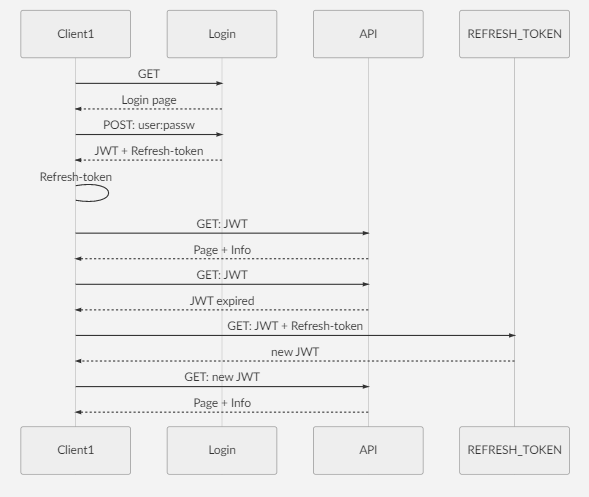 Client1 Login API REFRESH_TOKEN
GET
Login page
POST: user:passw
JWT + Refresh-token
Refresh-token
GET: JWT
Page + Info
GET: JWT
JWT expired
GET: JWT + Refresh-token
new JWT
GET: new JWT
Page + Info
Client1 Login API REFRESH_TOKEN